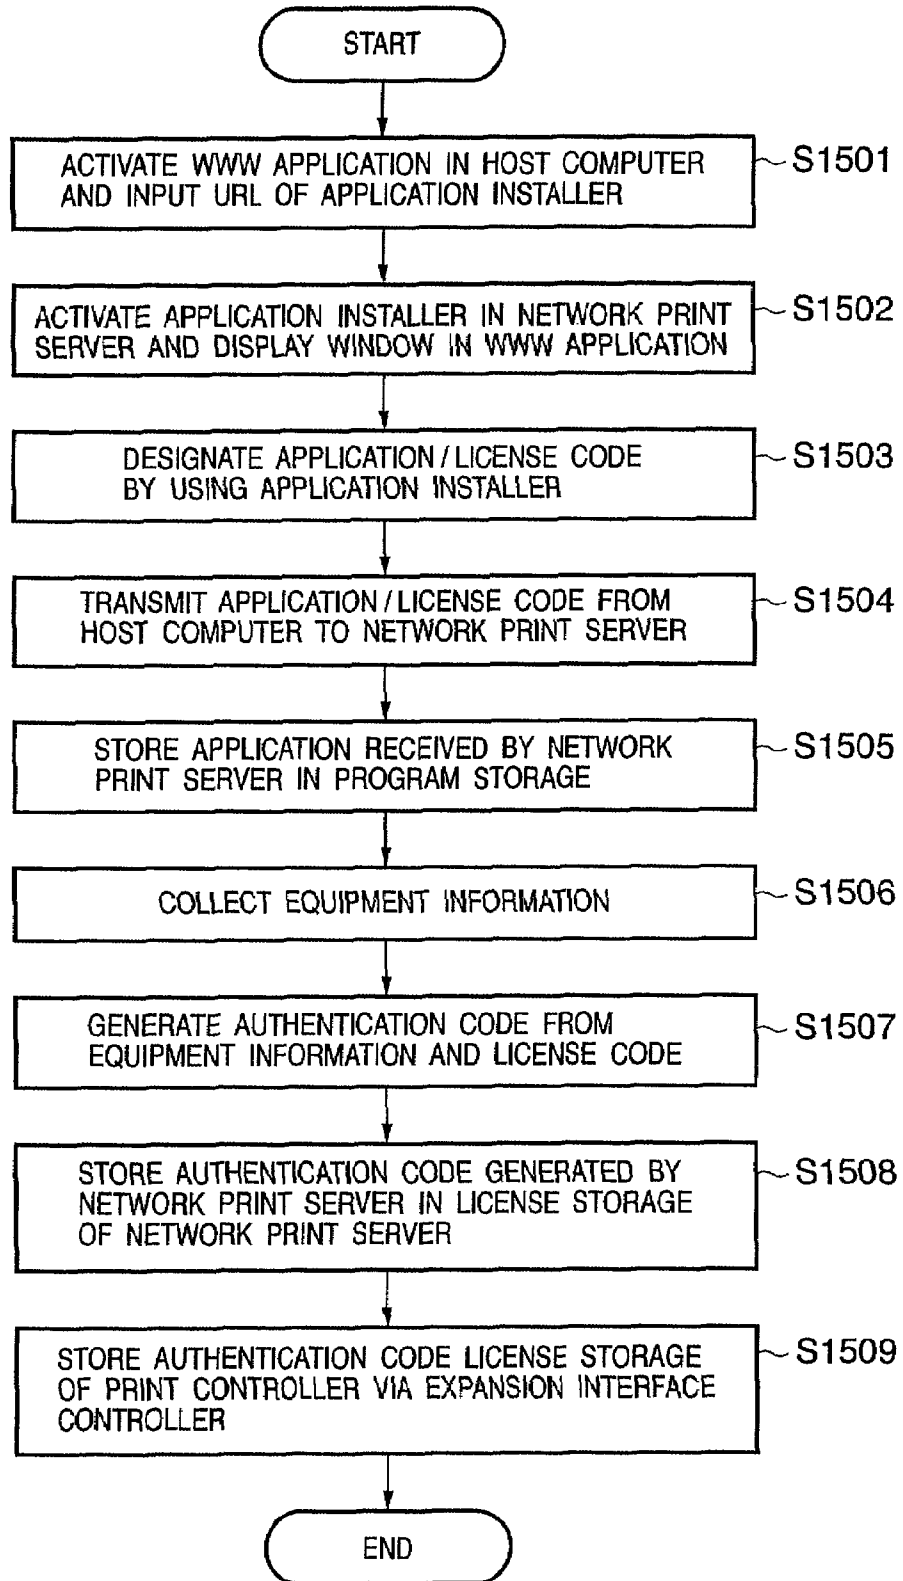 START
ACTIVATE WWW APPLICATION IN HOST COMPUTER
AND INPUT URL OF APPLICATION INSTALLER
S1501
ACTIVATE APPLICATION INSTALLER IN NETWORK PRINT
SERVER AND DISPLAY WINDOW IN WWW APPLICATION
S1502
DESIGNATE APPLICATION / LICENSE CODE
BY USING APPLICATION INSTALLER
S1503
TRANSMIT APPLICATION / LICENSE CODE FROM
HOST COMPUTER TO NETWORK PRINT SERVER
S1504
STORE APPLICATION RECEIVED BY NETWORK
PRINT SERVER IN PROGRAM STORAGE
S1505
COLLECT EQUIPMENT INFORMATION
S1506
GENERATE AUTHENTICATION CODE FROM
EQUIPMENT INFORMATION AND LICENSE CODE
S1507
STORE AUTHENTICATION CODE GENERATED BY
NETWORK PRINT SERVER IN LICENSE STORAGE
OF NETWORK PRINT SERVER
S1508
STORE AUTHENTICATION CODE LICENSE STORAGE
OF PRINT CONTROLLER VIA EXPANSION INTERFACE
CONTROLLER
S1509
END